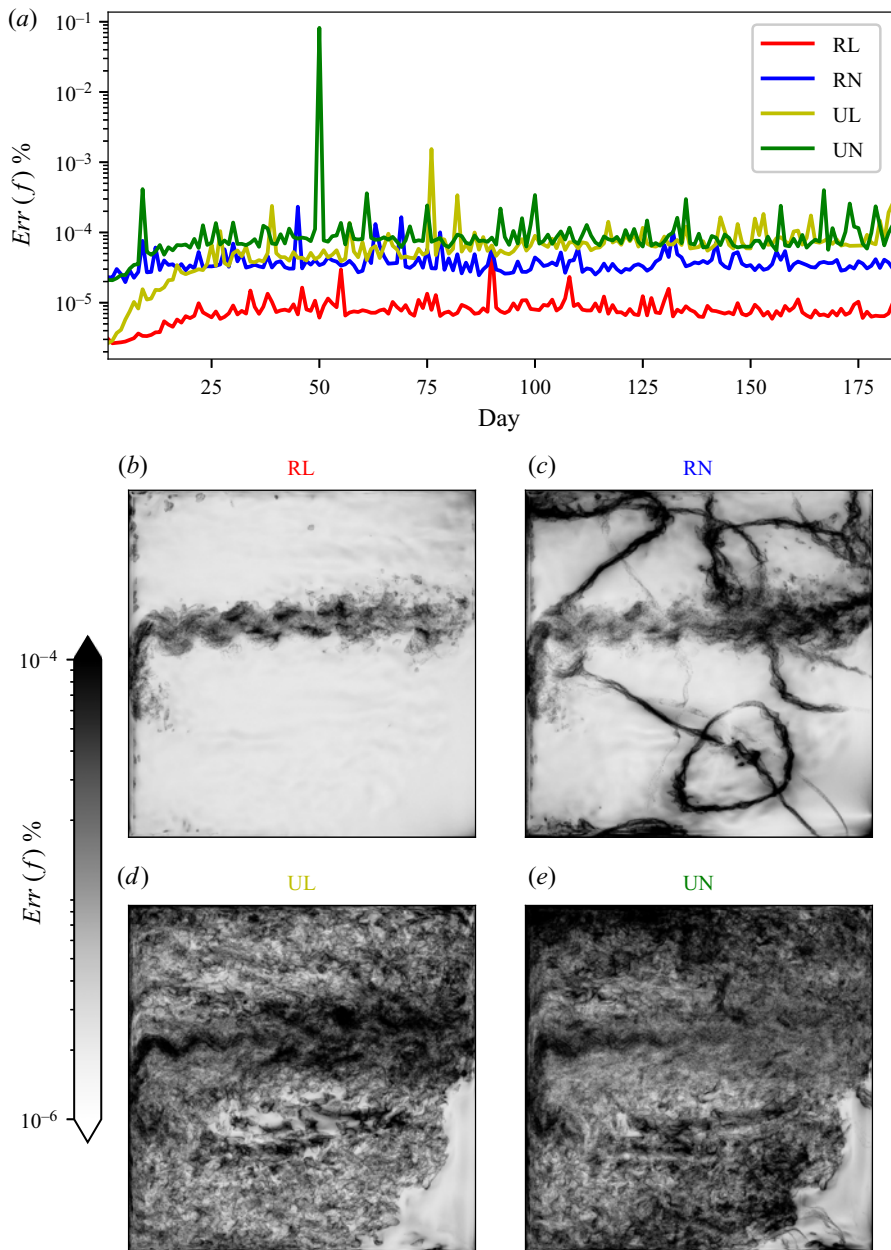 (a)
10⁻¹
10⁻²
10⁻³
10⁻⁴
10⁻⁵
Err (f) %
RL
RN
UL
UN
25 50 75 100 125 150 175
Day
(b) RL
(c) RN
10⁻⁴
Err (f) %
10⁻⁶
(d) UL
(e) UN